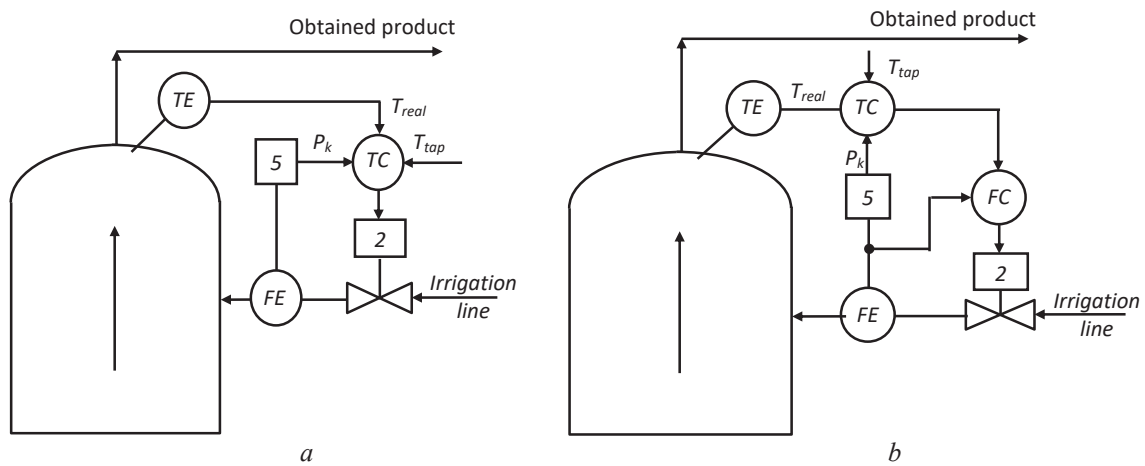 Obtained product
TE
T_real
5
P_k
TC
T_tap
2
FE
Irrigation
line
a
Obtained product
T_tap
TE
T_real
TC
P_k
5
FC
2
FE
Irrigation
line
b